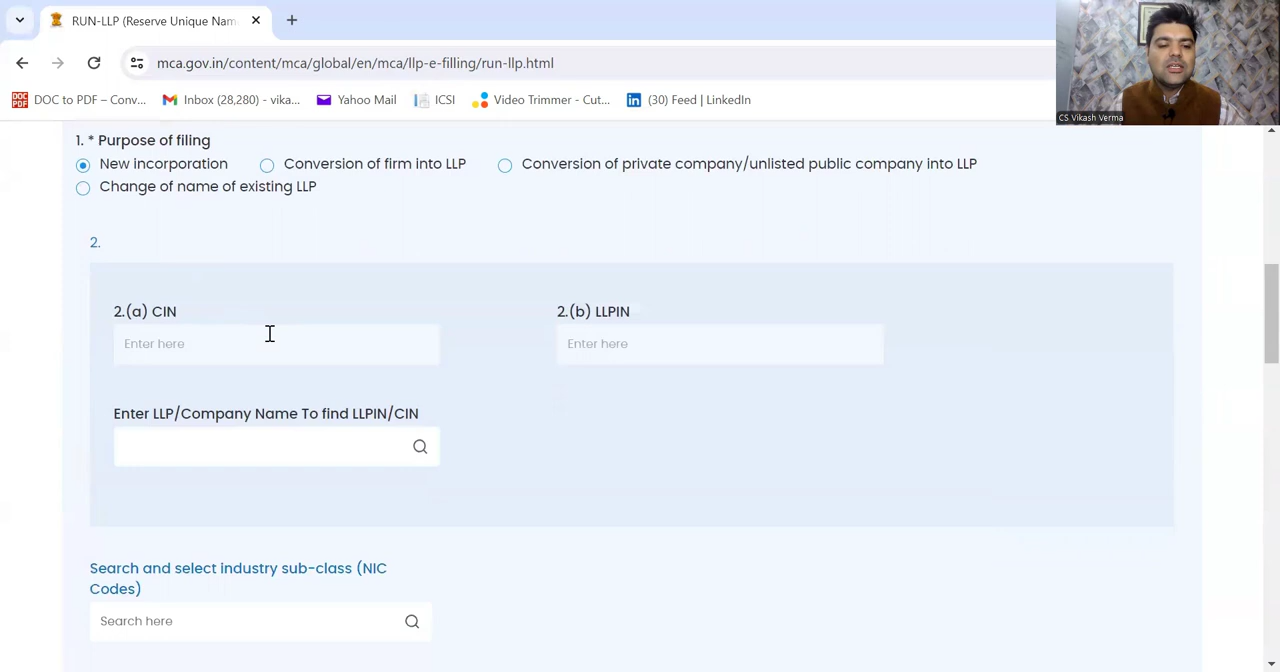 RUN-LLP (Reserve Unique Nam
mca.gov.in/content/mca/global/en/mca/llp-e-filling/run-llp.html
DOC PDF DOC to PDF – Conv... Inbox (28,280) - vika... Yahoo Mail ICSI Video Trimmer - Cut... (30) Feed | LinkedIn
CS Vikash Verma
1. * Purpose of filing
New incorporation Conversion of firm into LLP Conversion of private company/unlisted public company into LLP
Change of name of existing LLP
2.
2.(a) CIN 2.(b) LLPIN
Enter here Enter here
Enter LLP/Company Name To find LLPIN/CIN
Search and select industry sub-class (NIC
Codes)
Search here